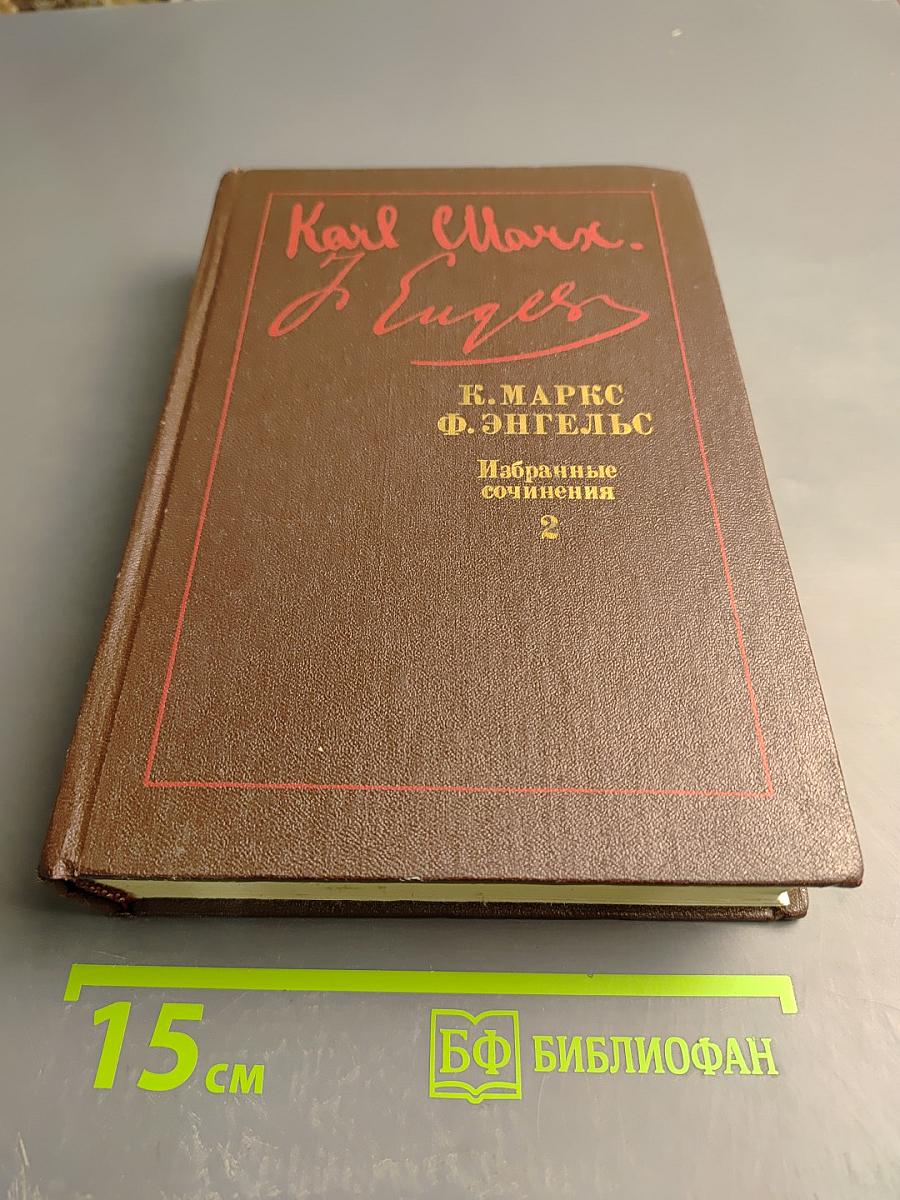 Karl Marx.
F Engels
К. МАРКС
Ф. ЭНГЕЛЬС
Избранные
сочинения
2
15 см
БФ БИБЛИОФАН